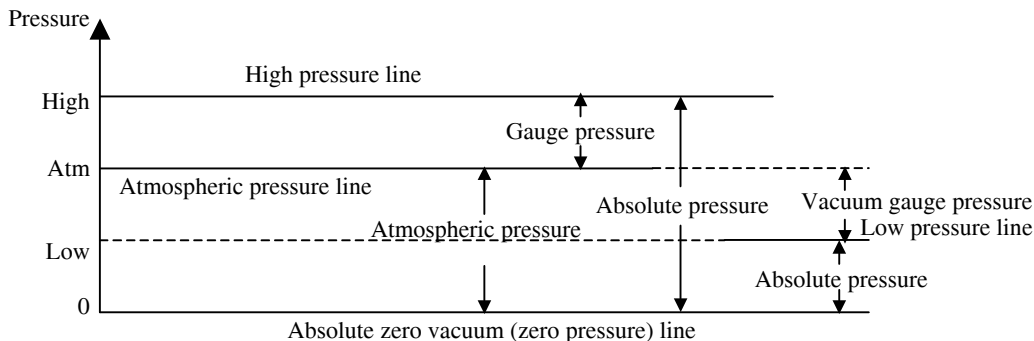 Pressure
High pressure line
High
Gauge pressure
Atm
Atmospheric pressure line
Absolute pressure
Vacuum gauge pressure
Atmospheric pressure
Low pressure line
Low
Absolute pressure
0
Absolute zero vacuum (zero pressure) line